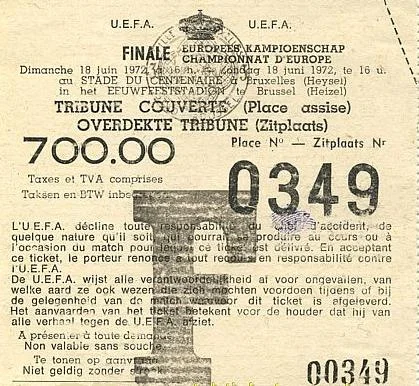 U.E.F.A. U.E.F.A.
FINALE EUROPEES KAMPIOENSCHAP
CHAMPIONNAT D'EUROPE
Dimanche 18 juin 1972, à 16 h. Zondag 18 juni 1972, te 16 u.
au STADE DU CENTENAIRE à Bruxelles (Heysel)
in het EEUWFEESTSTADION te Brussel (Heizel)
TRIBUNE COUVERTE (Place assise)
OVERDEKTE TRIBUNE (Zitplaats)
700.00 Place No — Zitplaats Nr
Taxes et TVA comprises
Taksen en BTW
0349
F
L'U.E.F.A. décline toute responsabilité du d'accident, de
quelque nature qu'il soit qui pourrait se produire au cours ou à
l'occasion du match pour lequel ce ticket est délivré. En acceptant
ce ticket, le porteur renonce tout recours en responsabilité contre
l'U.E.F.A.
De U.E.F.A. wijst alle verantwoordelijkheid af voor ongevallen, van
welke aard ze ook wezen die zich mochten voordoen tijdens of bij
de gelegenheid van de match waarvoor dit ticket is afgeleverd.
Het aanvaarden van het ticket betekent voor de houder dat hij van
alle verhaal tegen de U.E.F.A. afziet.
A présenter à toute demande
Non valable sans souche.
Te tonen op aanvraag
Niet geldig zonder strook.
00349